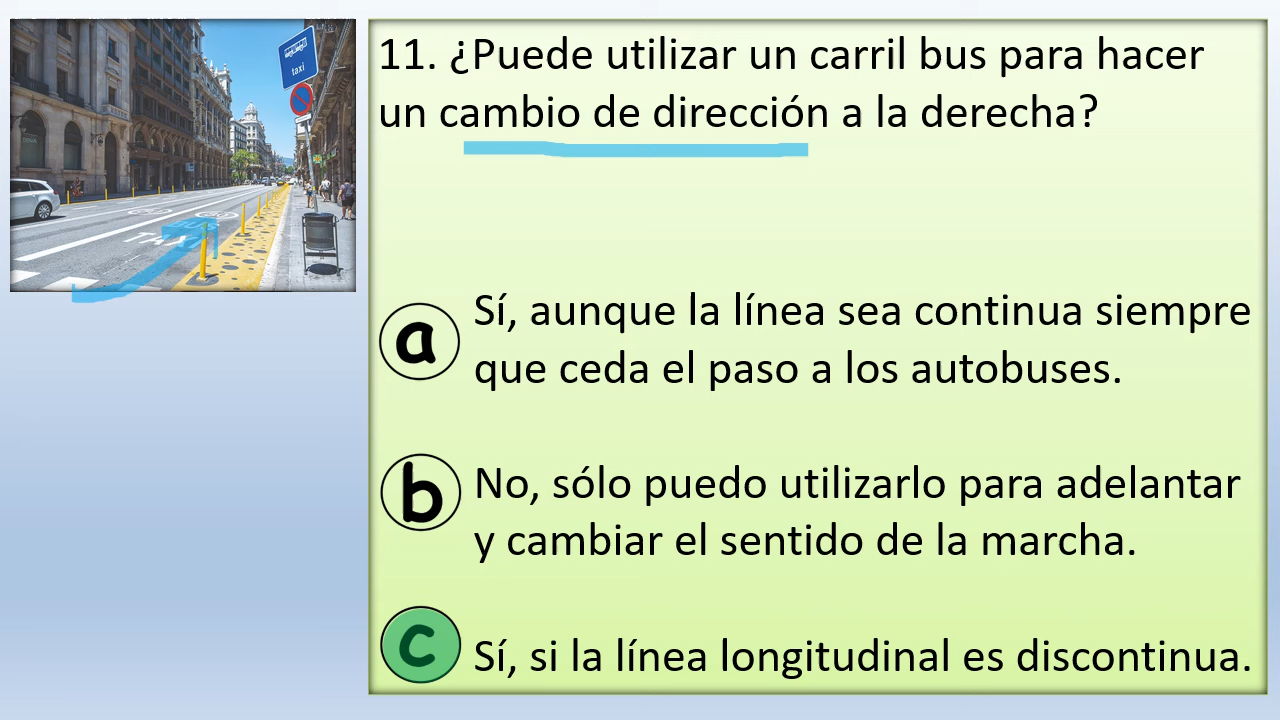 taxi
BUS
TAXI
11. ¿Puede utilizar un carril bus para hacer
un cambio de dirección a la derecha?
a
Sí, aunque la línea sea continua siempre
que ceda el paso a los autobuses.
b
No, sólo puedo utilizarlo para adelantar
y cambiar el sentido de la marcha.
c
Sí, si la línea longitudinal es discontinua.